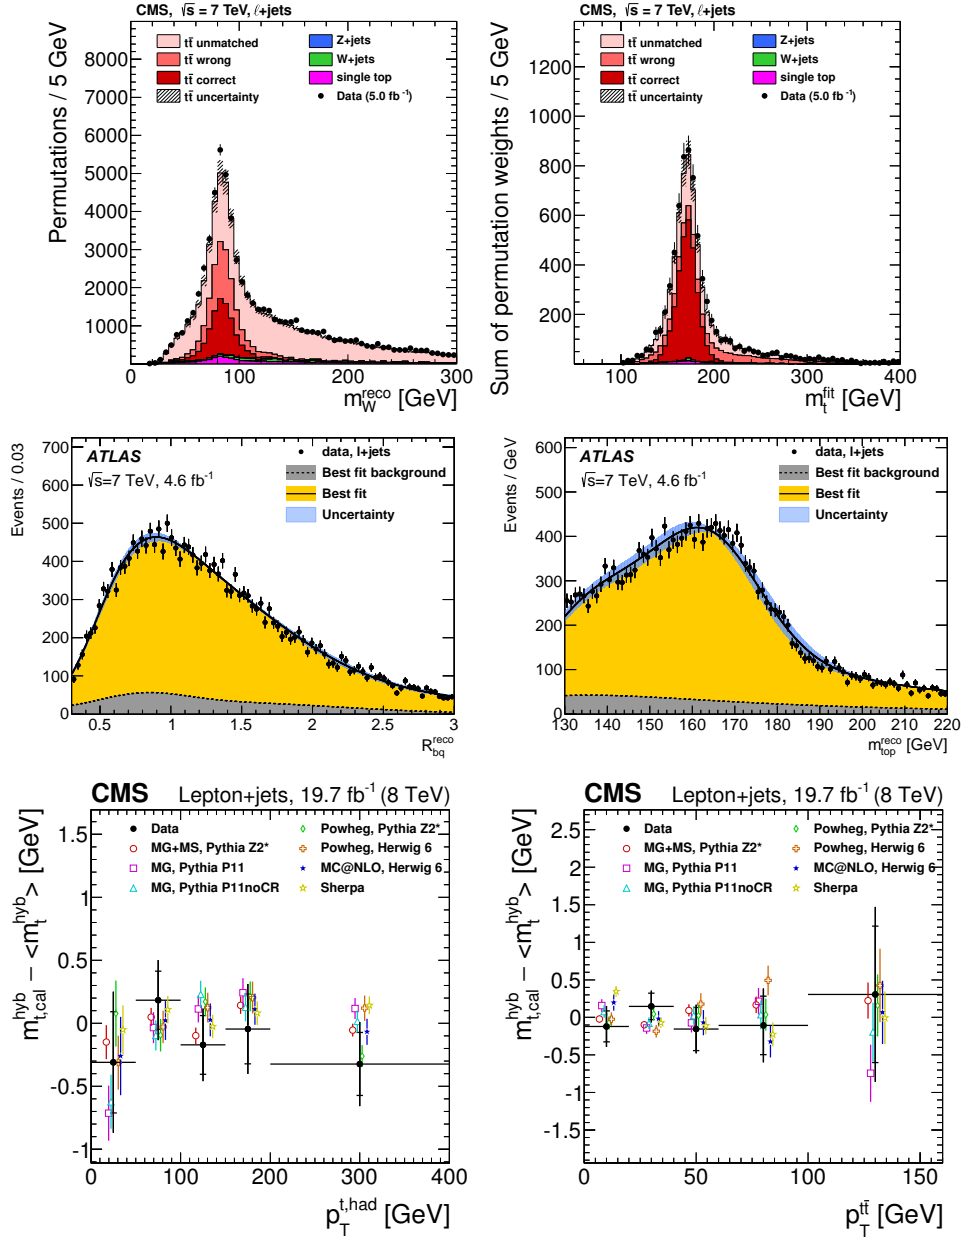 CMS, √s = 7 TeV, ℓ+jets
Permutations / 5 GeV
8000
7000
6000
5000
4000
3000
2000
1000
tt̄ unmatched
tt̄ wrong
tt̄ correct
tt̄ uncertainty
Z+jets
W+jets
single top
Data (5.0 fb⁻¹)
0 100 200 300
m_W^reco [GeV]
CMS, √s = 7 TeV, ℓ+jets
Sum of permutation weights / 5 GeV
1200
1000
800
600
400
200
tt̄ unmatched
tt̄ wrong
tt̄ correct
tt̄ uncertainty
Z+jets
W+jets
single top
Data (5.0 fb⁻¹)
100 200 300 400
m_t^fit [GeV]
Events / 0.03
700
600
500
400
300
200
100
0
ATLAS
√s=7 TeV, 4.6 fb⁻¹
data, l+jets
Best fit background
Best fit
Uncertainty
0.5 1 1.5 2 2.5 3
R_bq^reco
Events / GeV
600
500
400
300
200
100
0
ATLAS
√s=7 TeV, 4.6 fb⁻¹
data, l+jets
Best fit background
Best fit
Uncertainty
130 140 150 160 170 180 190 200 210 220
m_top^reco [GeV]
CMS Lepton+jets, 19.7 fb⁻¹ (8 TeV)
m_t,cal^hyb − <m_t^hyb> [GeV]
1.5
1
0.5
0
-0.5
-1
Data
MG+MS, Pythia Z2*
MG, Pythia P11
MG, Pythia P11noCR
Powheg, Pythia Z2*
Powheg, Herwig 6
MC@NLO, Herwig 6
Sherpa
0 100 200 300 400
p_T^t,had [GeV]
CMS Lepton+jets, 19.7 fb⁻¹ (8 TeV)
m_t,cal^hyb − <m_t^hyb> [GeV]
2.5
2
1.5
1
0.5
0
-0.5
-1
-1.5
Data
MG+MS, Pythia Z2*
MG, Pythia P11
MG, Pythia P11noCR
Powheg, Pythia Z2*
Powheg, Herwig 6
MC@NLO, Herwig 6
Sherpa
0 50 100 150
p_T^tt̄ [GeV]